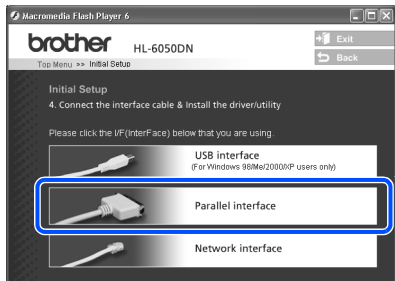 Macromedia Flash Player 6
brother HL-6050DN
Exit
Back
Top Menu >> Initial Setup
Initial Setup
4. Connect the interface cable & Install the driver/utility
Please click the I/F(InterFace) below that you are using.
USB interface
(For Windows 98/Me/2000/XP users only)
Parallel interface
Network interface